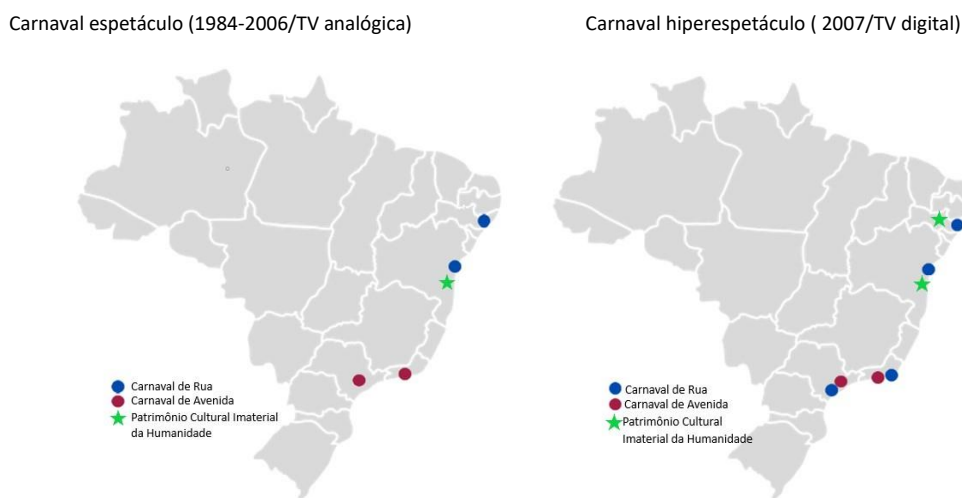 Carnaval espetáculo (1984-2006/TV analógica)
Carnaval hiperespetáculo ( 2007/TV digital)
Carnaval de Rua
Carnaval de Avenida
Patrimônio Cultural Imaterial
da Humanidade
Carnaval de Rua
Carnaval de Avenida
Patrimônio Cultural
Imaterial da Humanidade